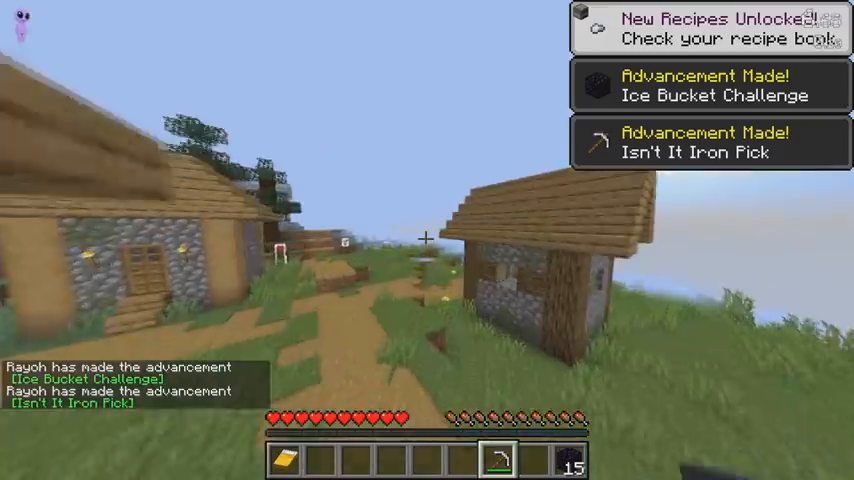 New Recipes Unlocked!
Check your recipe book
Advancement Made!
Ice Bucket Challenge
Advancement Made!
Isn't It Iron Pick
Rayoh has made the advancement
[Ice Bucket Challenge]
Rayoh has made the advancement
[Isn't It Iron Pick]
15